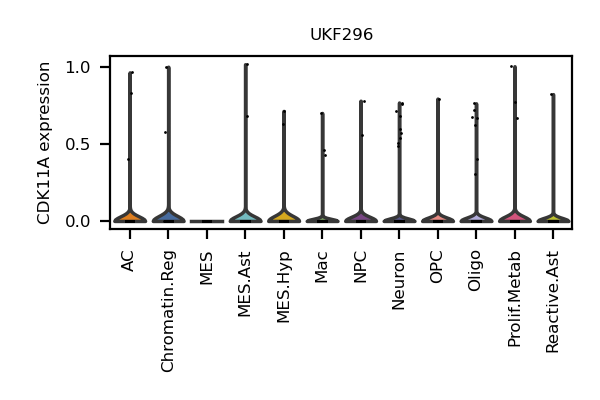 UKF296
CDK11A expression
1.0
0.5
0.0
AC
Chromatin.Reg
MES
MES.Ast
MES.Hyp
Mac
NPC
Neuron
OPC
Oligo
Prolif.Metab
Reactive.Ast